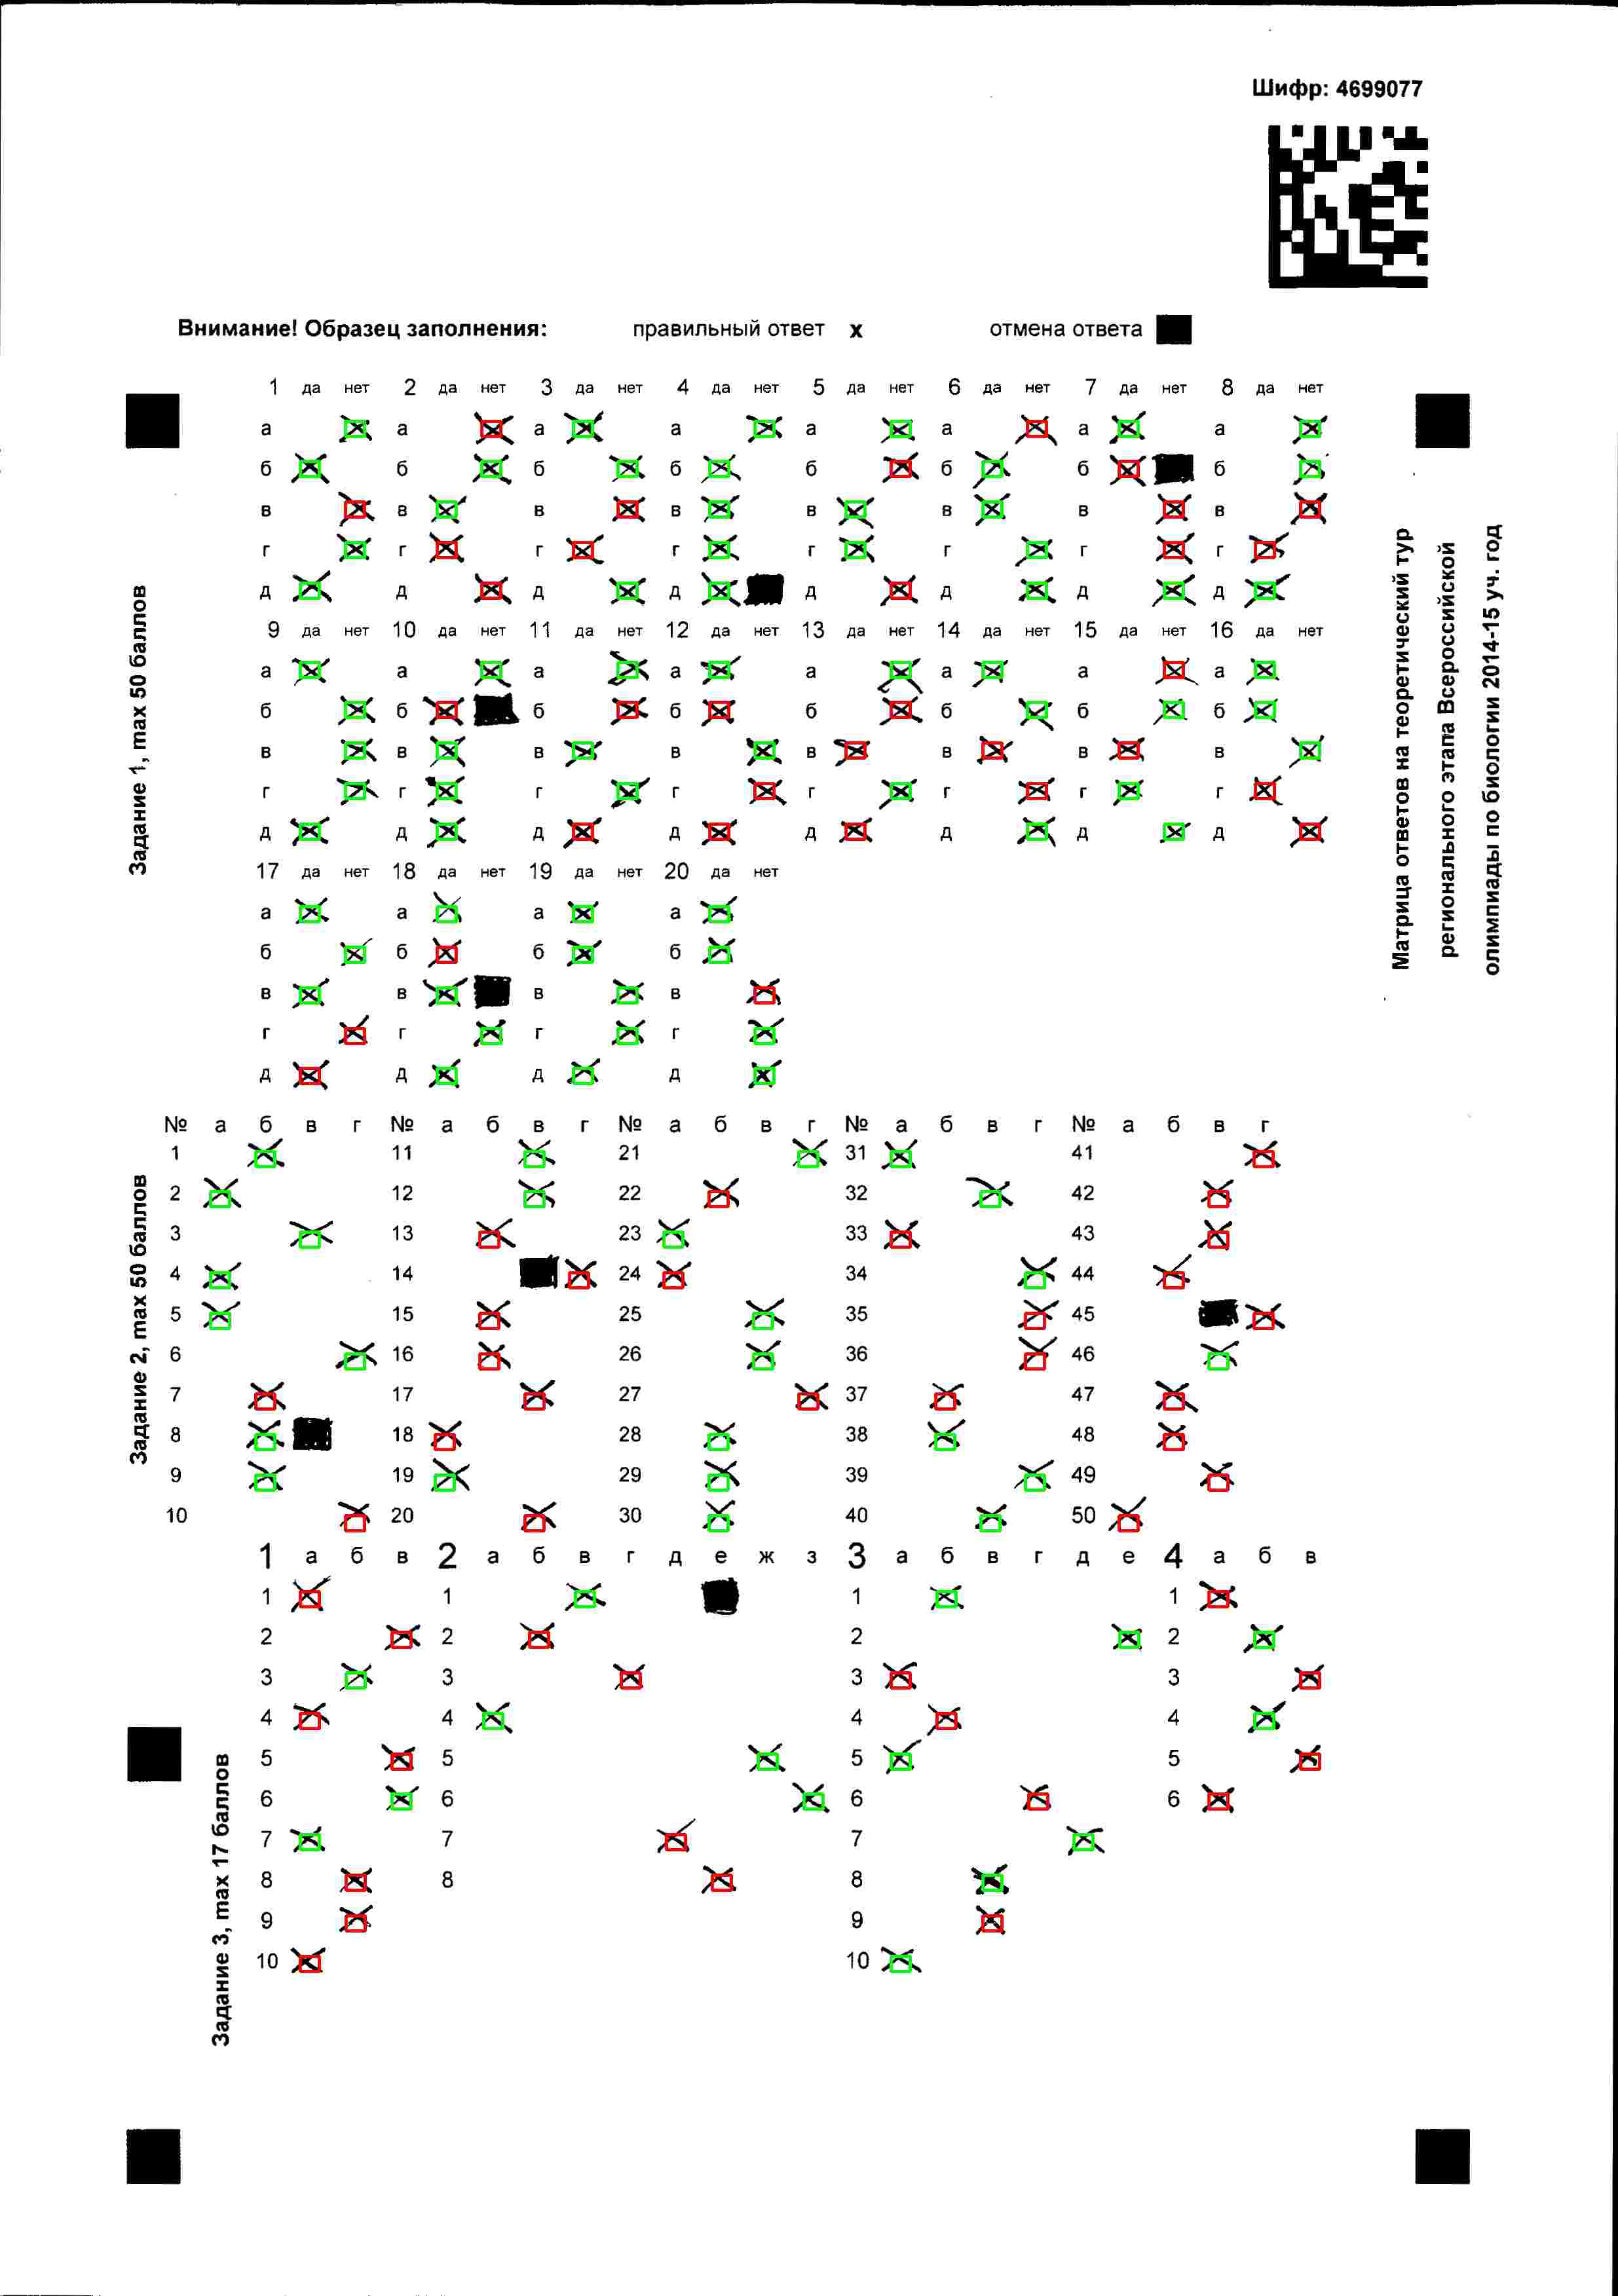 Шифр: 4699077
Внимание! Образец заполнения: правильный ответ x отмена ответа
1 да нет 2 да нет 3 да нет 4 да нет 5 да нет 6 да нет 7 да нет 8 да нет
а а а а а а а а
б б б б б б б б
в в в в в в в в
г г г г г г г г
д д д д д д д д
9 да нет 10 да нет 11 да нет 12 да нет 13 да нет 14 да нет 15 да нет 16 да нет
а а а а а а а а
б б б б б б б б
в в в в в в в в
г г г г г г г г
д д д д д д д д
17 да нет 18 да нет 19 да нет 20 да нет
а а а а
б б б б
в в в в
г г г г
д д д д
Задание 1, max 50 баллов
Матрица ответов на теоретический тур
регионального этапа Всероссийской
олимпиады по биологии 2014-15 уч. год
№ а б в г № а б в г № а б в г № а б в г № а б в г
1 11 21 31 41
2 12 22 32 42
3 13 23 33 43
4 14 24 34 44
5 15 25 35 45
6 16 26 36 46
7 17 27 37 47
8 18 28 38 48
9 19 29 39 49
10 20 30 40 50
Задание 2, max 50 баллов
1 а б в 2 а б в г д е ж з 3 а б в г д е 4 а б в
1 1 1 1
2 2 2 2
3 3 3 3
4 4 4 4
5 5 5 5
6 6 6 6
7 7 7
8 8 8
9 9
10 10
Задание 3, max 17 баллов